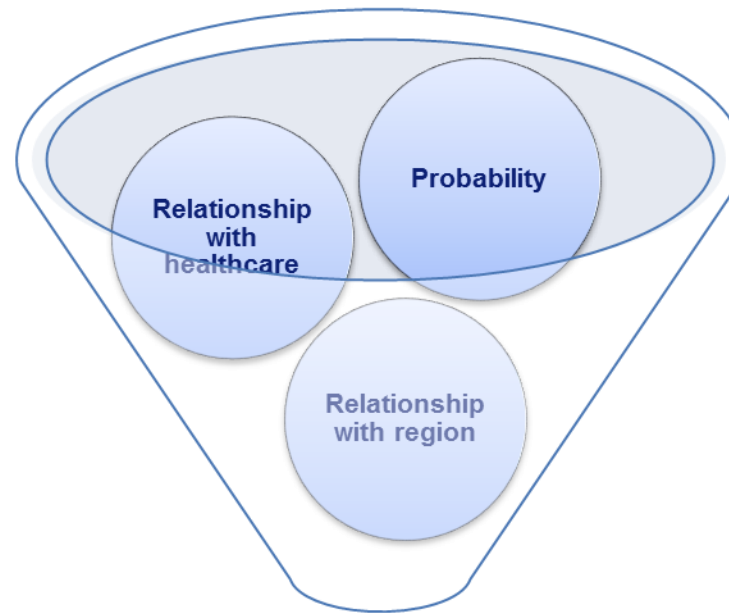 Probability
Relationship
with
healthcare
Relationship
with region